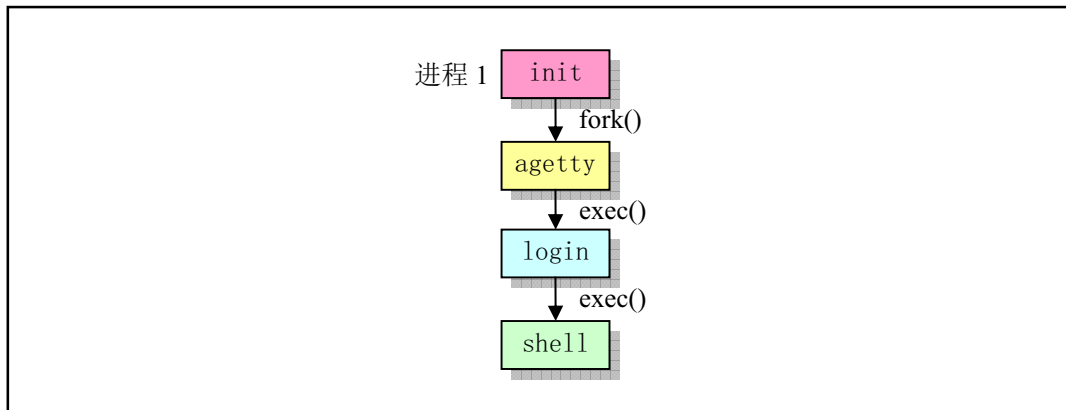 进程 1 init
fork()
agetty
exec()
login
exec()
shell